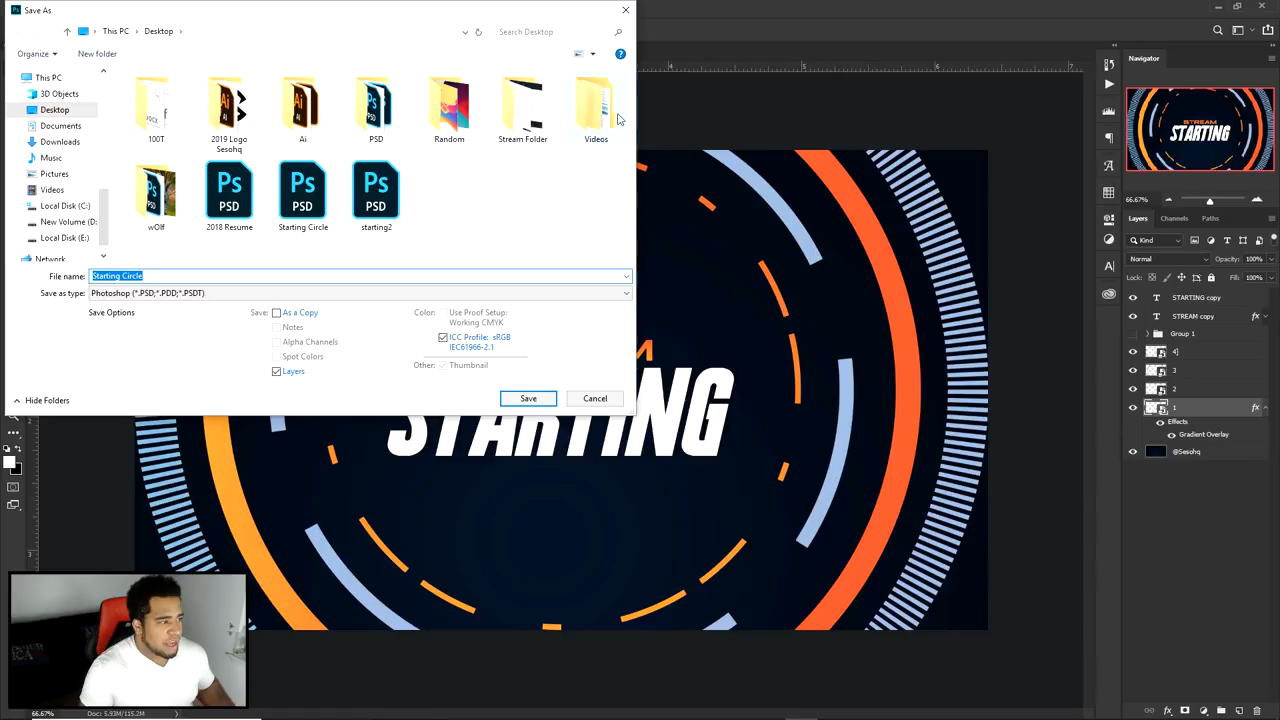 Save As
This PC
Desktop
Search Desktop
Organize
New folder
This PC
3D Objects
Desktop
Documents
Downloads
Music
Pictures
Videos
Local Disk (C:)
New Volume (D:
Local Disk (E:)
Network
100T
2019 Logo Sesohq
Ai
PSD
Random
Stream Folder
Videos
wOlf
2018 Resume
Starting Circle
starting2
File name:
Starting Circle
Save as type:
Photoshop (*.PSD;*.PDD;*.PSDT)
Save Options
Save:
As a Copy
Notes
Alpha Channels
Spot Colors
Layers
Color:
Use Proof Setup:
Working CMYK
ICC Profile: sRGB
IEC61966-2.1
Other:
Thumbnail
Hide Folders
Save
Cancel
STARTING
Navigator
STREAM
STARTING
66.67%
Layers
Channels
Paths
Kind
Normal
Opacity: 100%
Lock:
Fill: 100%
STARTING copy
STREAM copy
Group 1
4
3
2
1
Effects
Gradient Overlay
@Sesohq
66.67%
Doc: 5.93M/115.2M